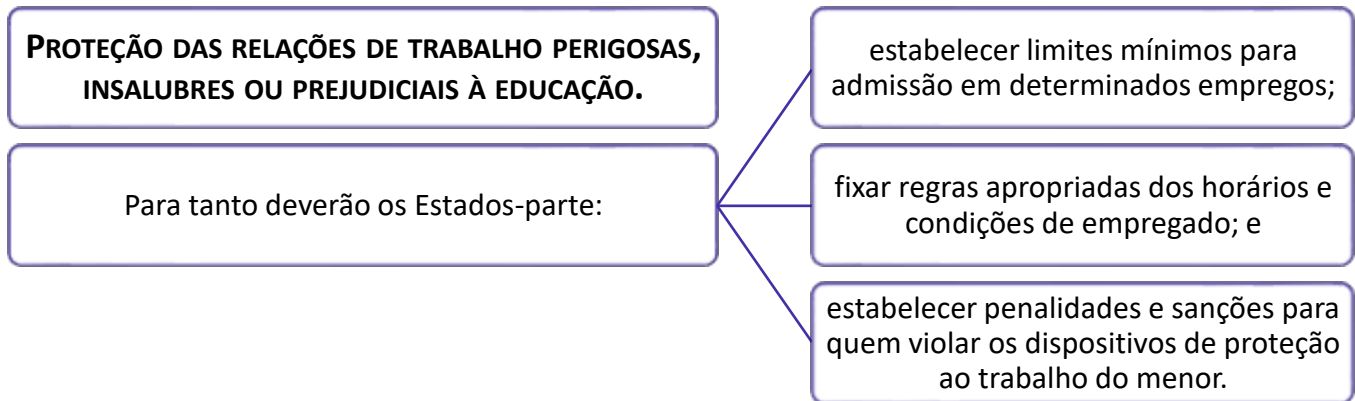 PROTEÇÃO DAS RELAÇÕES DE TRABALHO PERIGOSAS,
INSALUBRES OU PREJUDICIAIS À EDUCAÇÃO.
Para tanto deverão os Estados-parte:
estabelecer limites mínimos para
admissão em determinados empregos;
fixar regras apropriadas dos horários e
condições de empregado; e
estabelecer penalidades e sanções para
quem violar os dispositivos de proteção
ao trabalho do menor.